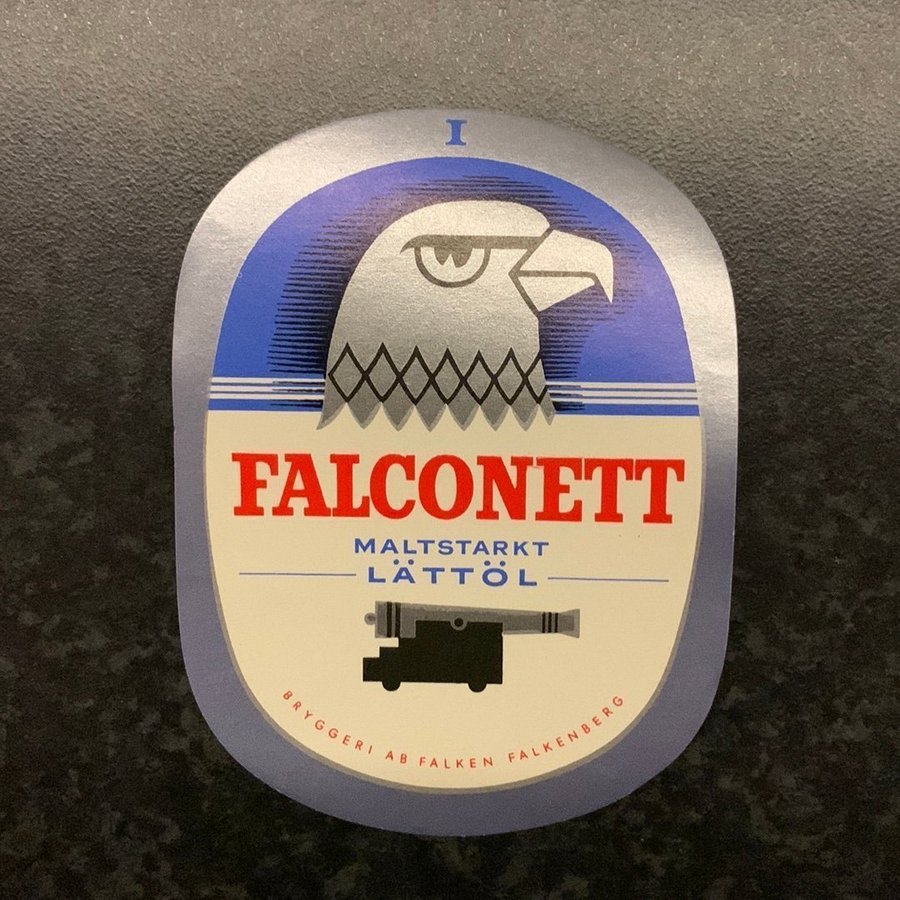 I
FALCONETT
MALTSTARKT
LÄTTÖL
BRYGGERI AB FALKEN FALKENBERG